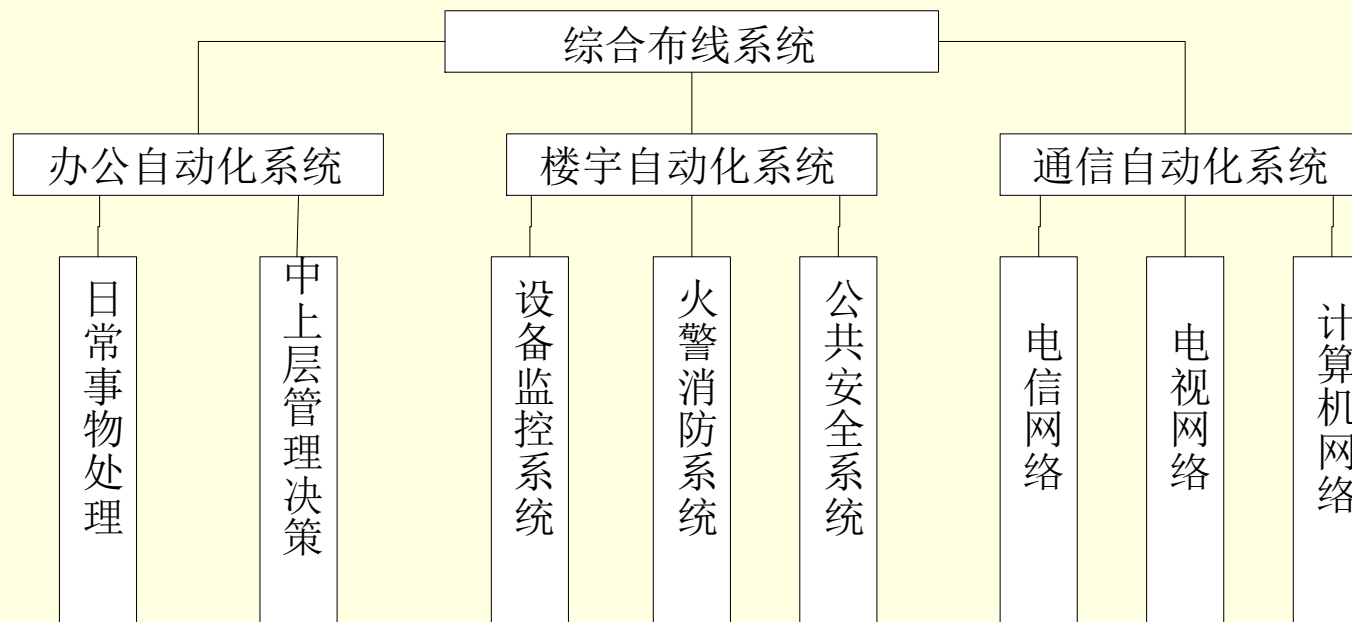 综合布线系统
办公自动化系统
楼宇自动化系统
通信自动化系统
日常事物处理
中上层管理决策
设备监控系统
火警消防系统
公共安全系统
电信网络
电视网络
计算机网络